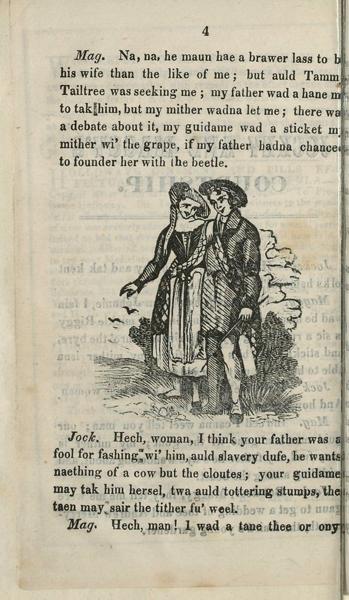 4
Mag. Na, na, he maun hae a brawer lass to b
his wife than the like of me; but auld Tamm
Tailtree was seeking me; my father wad a hane m
to tak him, but my mither wadna let me; there wa
a debate about it, my guidame wad a sticket m
mither wi' the grape, if my father hadna chance
to founder her with the beetle.
Jock. Hech, woman, I think your father was a
fool for fashing wi' him, auld slavery dufe, he wants
naething of a cow but the cloutes; your guidame
may tak him hersel, twa auld tottering stumps, the
taen may sair the tither fu' weel.
Mag. Hech, man! I wad a tane thee or ony